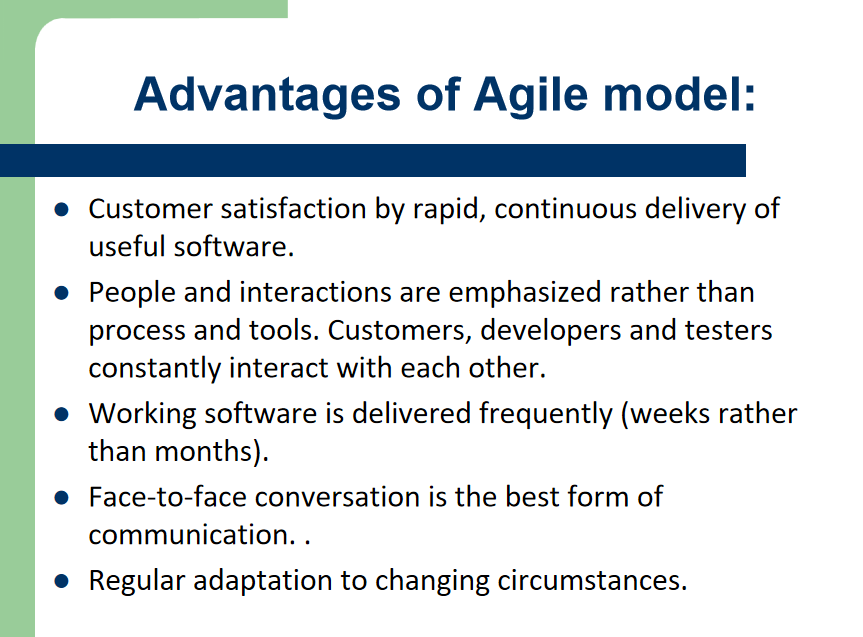 Advantages of Agile model:
● Customer satisfaction by rapid, continuous delivery of
useful software.
● People and interactions are emphasized rather than
process and tools. Customers, developers and testers
constantly interact with each other.
● Working software is delivered frequently (weeks rather
than months).
● Face-to-face conversation is the best form of
communication. .
● Regular adaptation to changing circumstances.